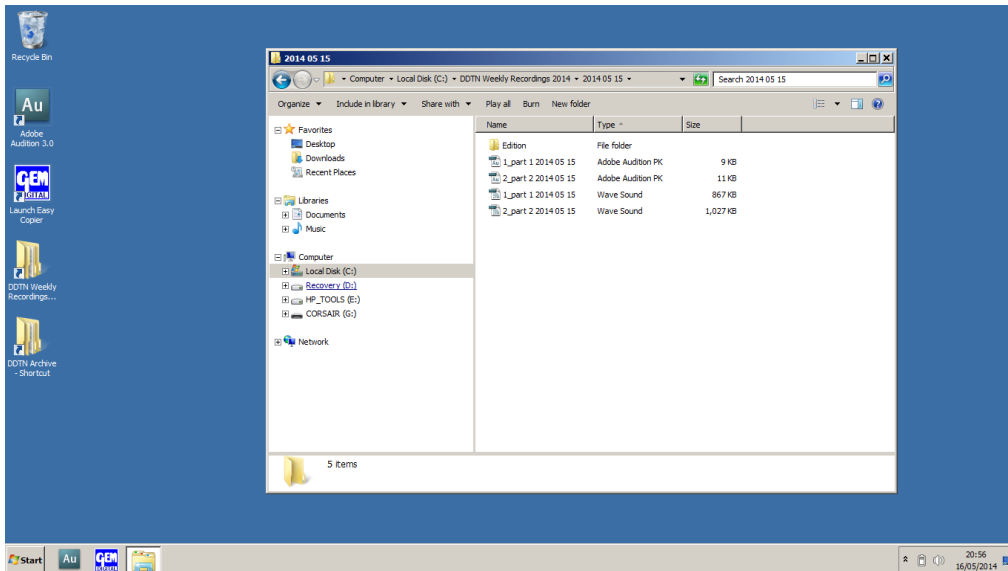 Recycle Bin
Au
Adobe
Audition 3.0
GEM
DIGITAL
Launch Easy
Copier
DDTN Weekly
Recordings...
DDTN Archive
- Shortcut
2014 05 15
Computer Local Disk (C:) DDTN Weekly Recordings 2014 2014 05 15
Search 2014 05 15
Organize Include in library Share with Play all Burn New folder
Favorites
Desktop
Downloads
Recent Places
Libraries
Documents
Music
Computer
Local Disk (C:)
Recovery (D:)
HP_TOOLS (E:)
CORSAIR (G:)
Network
Name Type Size
Edition File folder
1_part 1 2014 05 15 Adobe Audition PK 9 KB
2_part 2 2014 05 15 Adobe Audition PK 11 KB
1_part 1 2014 05 15 Wave Sound 867 KB
2_part 2 2014 05 15 Wave Sound 1,027 KB
5 items
Start Au GEM
DIGITAL
20:56
16/05/2014